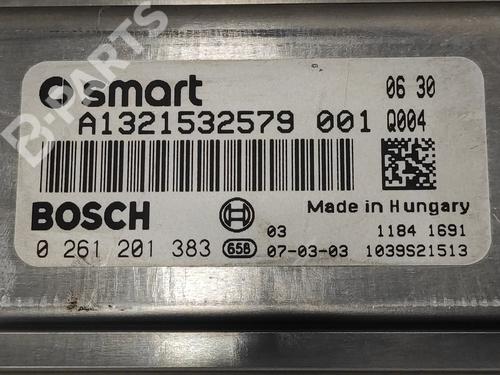 smart 06 30
A1321532579 001 Q004
BOSCH Made in Hungary
03 1184 1691
0 261 201 383 658 07-03-03 1039S21513
B-PARTS